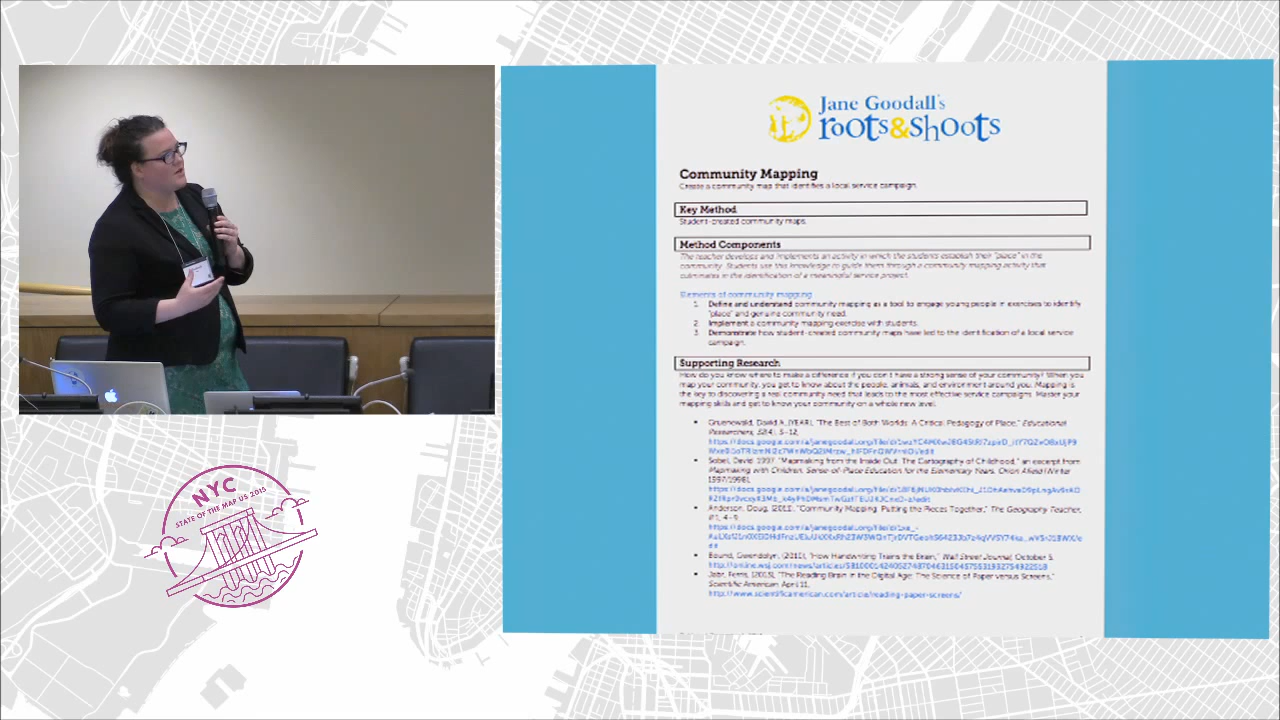 Jane Goodall's
roots&shoots
Community Mapping
Create a community map that identifies a local service campaign.
Key Method
Student-created community maps.
Method Components
The teacher develops and implements an activity in which the students establish their "place" in the
community. Students use this knowledge to guide them through a community mapping activity that
culminates in the identification of a meaningful service project.
Elements of community mapping
1. Define and understand community mapping as a tool to engage young people in exercises to identify
"place" and genuine community need.
2. Implement a community mapping exercise with students.
3. Demonstrate how student-created community maps have led to the identification of a local service
campaign.
Supporting Research
How do you know where to make a difference if you don't have a strong sense of your community? When you
map your community, you get to know about the people, animals, and environment around you. Mapping is
the key to discovering a real community need that leads to the most effective service campaigns. Master your
mapping skills and get to know your community on a whole new level.
• Gruenewald, David A. (YEAR). "The Best of Both Worlds: A Critical Pedagogy of Place," Educational
Researchers, 32(4), 3-12,
• Sobel, David. 1997. "Mapmaking from the Inside Out: The Cartography of Childhood," an excerpt from
Mapmaking with Children: Sense-of-Place Education for the Elementary Years. Orion Afield (Winter
1997/1998),
• Anderson, Doug. (2011). "Community Mapping: Putting the Pieces Together," The Geography Teacher,
4-9.
• Bound, Gwendolyn. (2010), "How Handwriting Trains the Brain," Wall Street Journal, October 5.
• Jabr, Ferris, (2013), "The Reading Brain in the Digital Age: The Science of Paper versus Screens,"
Scientific American. April 11.
http://www.scientificamerican.com/article/reading-paper-screens/
NYC
STATE OF THE MAP US 2015